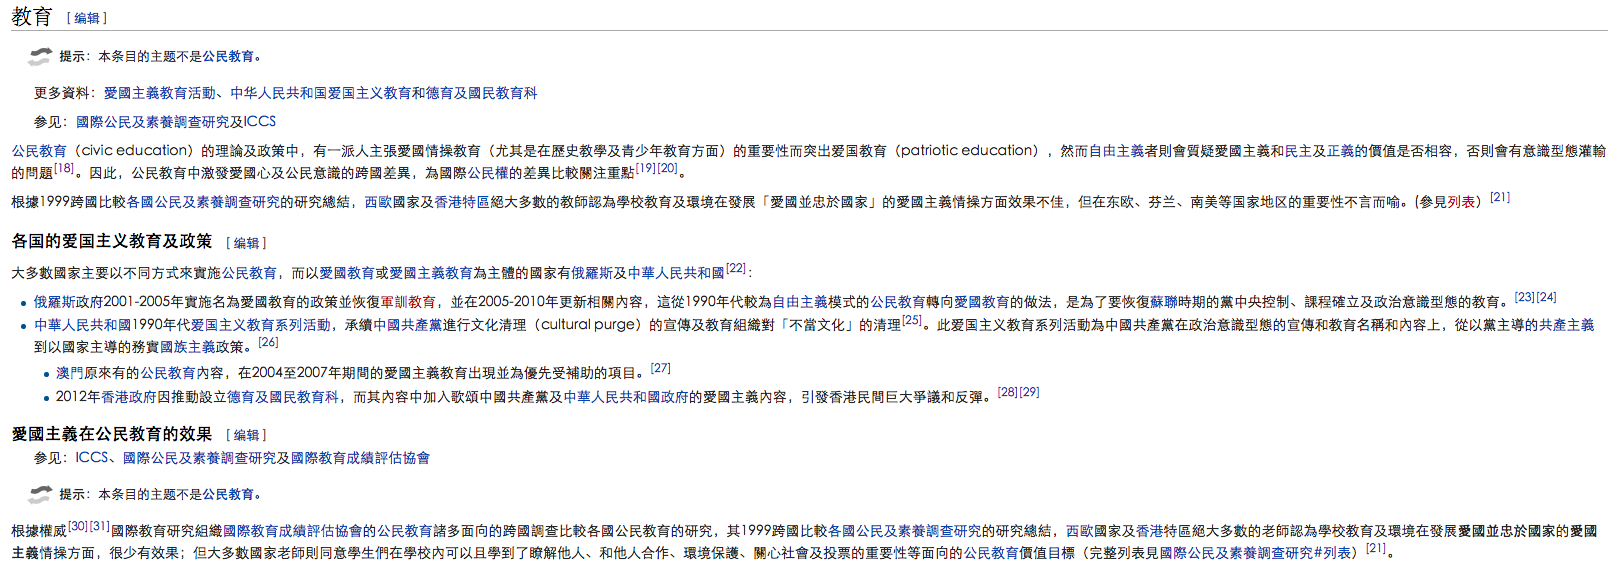 教育 [编辑]
提示：本条目的主题不是公民教育。
更多資料：愛國主義教育活動、中华人民共和国爱国主义教育和德育及國民教育科
参见：國際公民及素養調查研究及ICCS
公民教育（civic education）的理論及政策中，有一派人主張愛國情操教育（尤其是在歷史教學及青少年教育方面）的重要性而突出爱国教育（patriotic education），然而自由主義者則會質疑愛國主義和民主及正義的價值是否相容，否則會有意識型態灌輸
的問題[18]。因此，公民教育中激發愛國心及公民意識的跨國差異，為國際公民權的差異比較關注重點[19][20]。
根據1999跨國比較各國公民及素養調查研究的研究總結，西歐國家及香港特區絕大多數的教師認為學校教育及環境在發展「愛國並忠於國家」的愛國主義情操方面效果不佳，但在东欧、芬兰、南美等国家地区的重要性不言而喻。(參見列表）[21]
各国的爱国主义教育及政策 [编辑]
大多數國家主要以不同方式來實施公民教育，而以愛國教育或愛國主義教育為主體的國家有俄羅斯及中華人民共和國[22]：
俄羅斯政府2001-2005年實施名為愛國教育的政策並恢復軍訓教育，並在2005-2010年更新相關內容，這從1990年代較為自由主義模式的公民教育轉向愛國教育的做法，是為了要恢復蘇聯時期的黨中央控制、課程確立及政治意識型態的教育。[23][24]
中華人民共和國1990年代爱国主义教育系列活動，承續中國共產黨進行文化清理（cultural purge）的宣傳及教育組織對「不當文化」的清理[25]。此爱国主义教育系列活動為中國共產黨在政治意識型態的宣傳和教育名稱和內容上，從以黨主導的共產主義
到以國家主導的務實國族主義政策。[26]
澳門原來有的公民教育內容，在2004至2007年期間的愛國主義教育出現並為優先受補助的項目。[27]
2012年香港政府因推動設立德育及國民教育科，而其內容中加入歌頌中國共產黨及中華人民共和國政府的愛國主義內容，引發香港民間巨大爭議和反彈。[28][29]
愛國主義在公民教育的效果 [编辑]
参见：ICCS、國際公民及素養調查研究及國際教育成績評估協會
提示：本条目的主题不是公民教育。
根據權威[30][31]國際教育研究組織國際教育成績評估協會的公民教育諸多面向的跨國調查比較各國公民教育的研究，其1999跨國比較各國公民及素養調查研究的研究總結，西歐國家及香港特區絕大多數的老師認為學校教育及環境在發展愛國並忠於國家的愛國
主義情操方面，很少有效果；但大多數國家老師則同意學生們在學校內可以且學到了瞭解他人、和他人合作、環境保護、關心社會及投票的重要性等面向的公民教育價值目標（完整列表見國際公民及素養調查研究#列表）[21]。